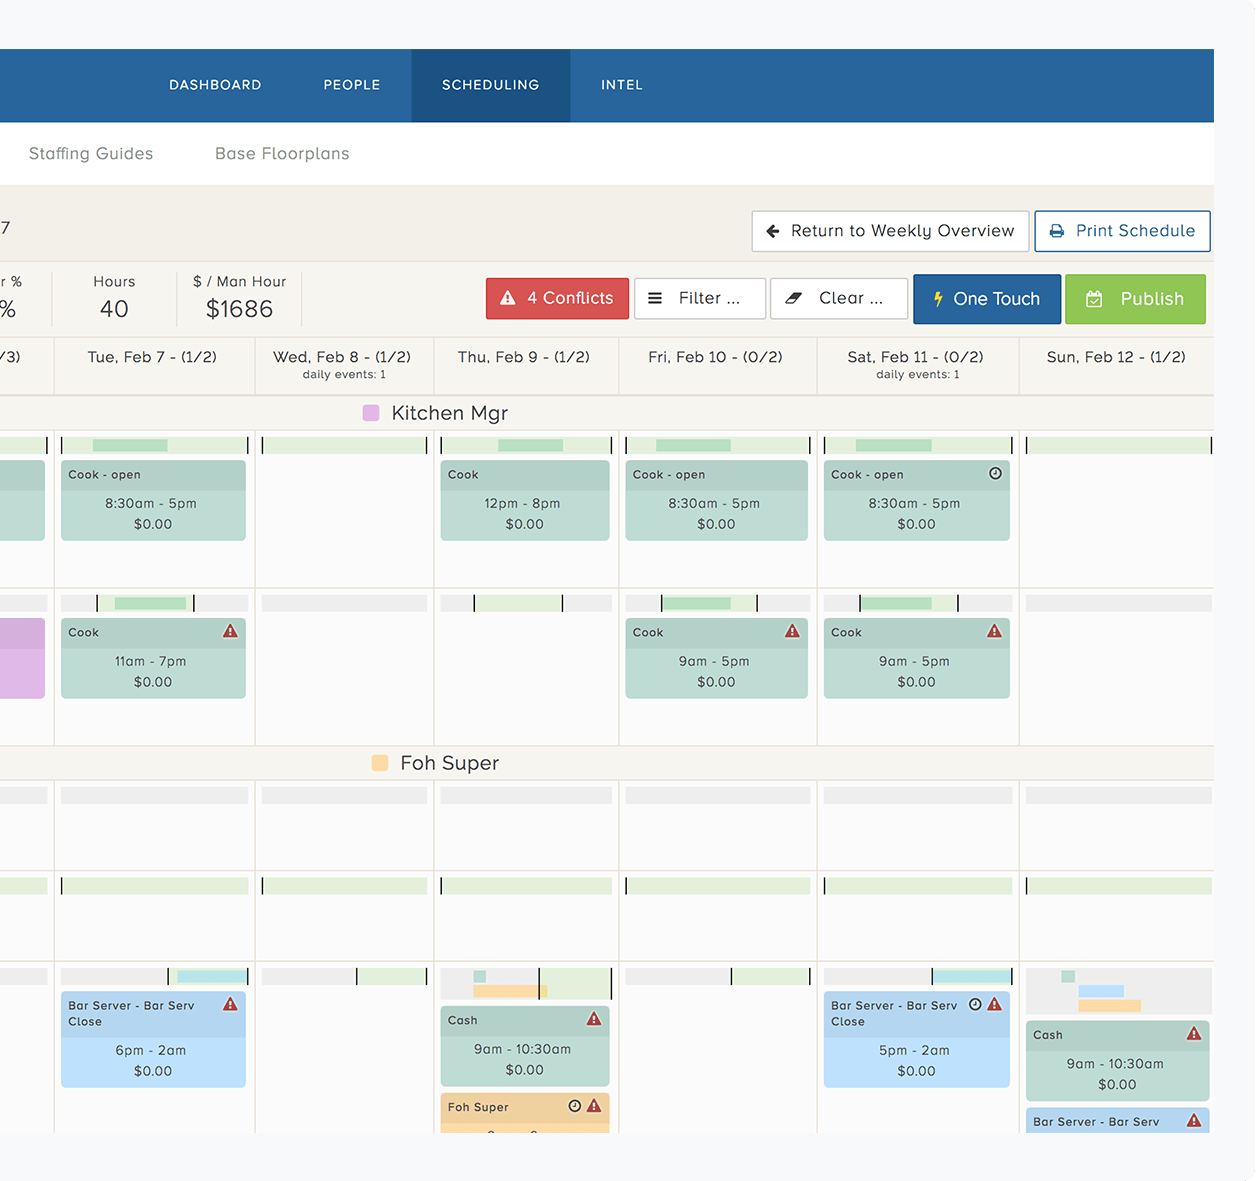 DASHBOARD PEOPLE SCHEDULING INTEL
Staffing Guides Base Floorplans
7
Return to Weekly Overview Print Schedule
r % Hours $ / Man Hour
% 40 $1686
4 Conflicts Filter ... Clear ... One Touch Publish
/3) Tue, Feb 7 - (1/2) Wed, Feb 8 - (1/2) Thu, Feb 9 - (1/2) Fri, Feb 10 - (0/2) Sat, Feb 11 - (0/2) Sun, Feb 12 - (1/2)
daily events: 1 daily events: 1
Kitchen Mgr
Cook - open Cook Cook - open Cook - open
8:30am - 5pm 12pm - 8pm 8:30am - 5pm 8:30am - 5pm
$0.00 $0.00 $0.00 $0.00
Cook Cook Cook
11am - 7pm 9am - 5pm 9am - 5pm
$0.00 $0.00 $0.00
Foh Super
Bar Server - Bar Serv Close
6pm - 2am
$0.00
Cash
9am - 10:30am
$0.00
Foh Super
Bar Server - Bar Serv Close
5pm - 2am
$0.00
Cash
9am - 10:30am
$0.00
Bar Server - Bar Serv